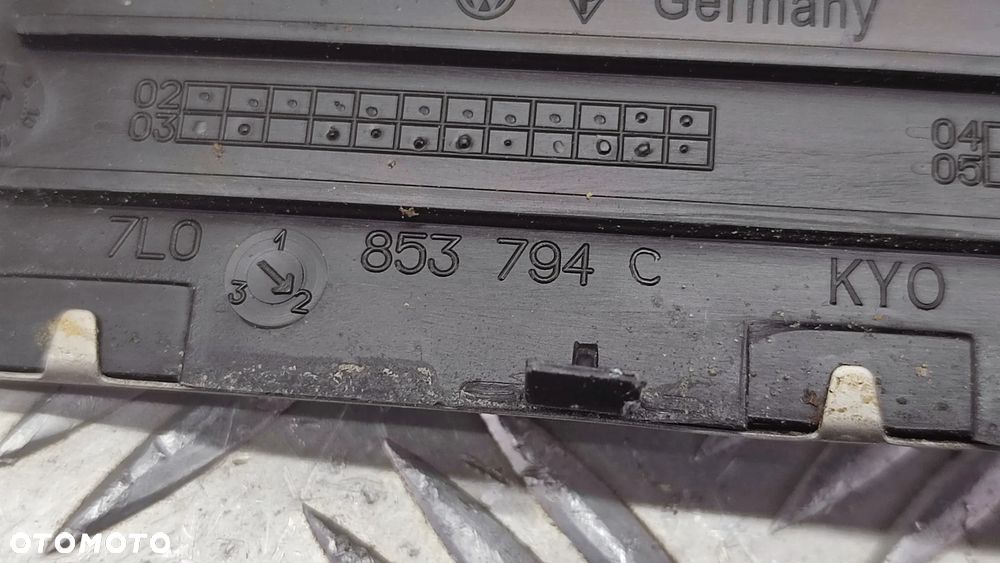 Germany
02
03
04
05
7L0 853 794 C KYO
1
3 2
OTOMOTO